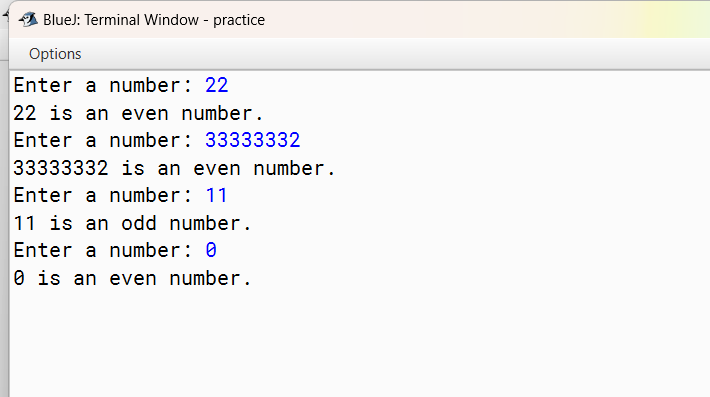 BlueJ: Terminal Window - practice
Options
Enter a number: 22
22 is an even number.
Enter a number: 33333332
33333332 is an even number.
Enter a number: 11
11 is an odd number.
Enter a number: 0
0 is an even number.